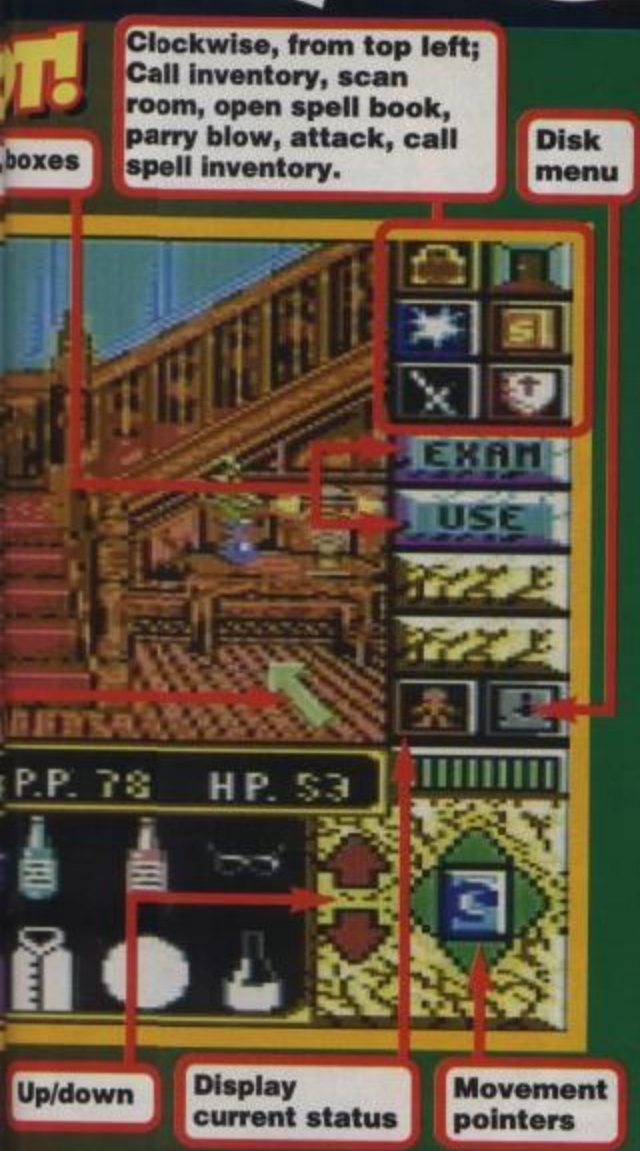 OT!
Clockwise, from top left;
Call inventory, scan
room, open spell book,
parry blow, attack, call
spell inventory.
boxes
Disk
menu
S
EXAM
USE
P.P. 78 H P. 53
Up/down
Display
current status
Movement
pointers